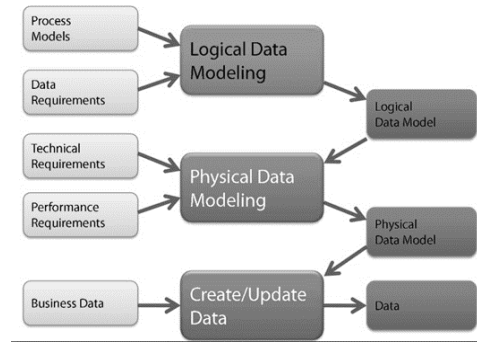 Process
Models
Logical Data
Modeling
Data
Requirements
Logical
Data Model
Technical
Requirements
Physical Data
Modeling
Performance
Requirements
Physical
Data Model
Business Data
Create/Update
Data
Data